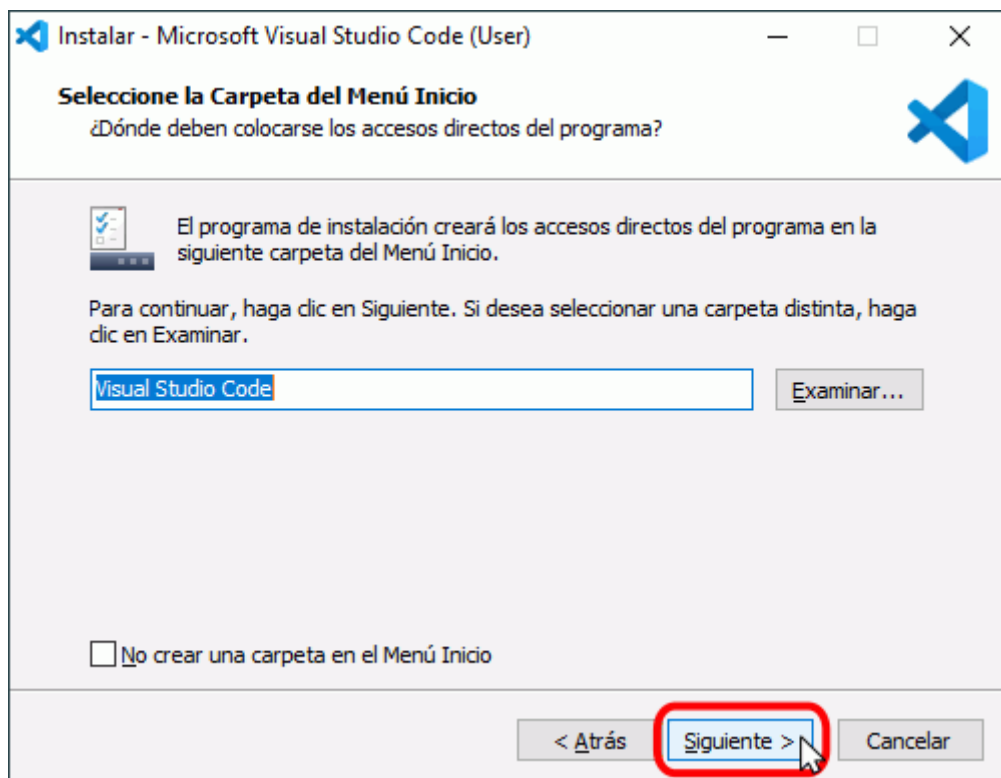 Instalar - Microsoft Visual Studio Code (User)
Seleccione la Carpeta del Menú Inicio
¿Dónde deben colocarse los accesos directos del programa?
El programa de instalación creará los accesos directos del programa en la
siguiente carpeta del Menú Inicio.
Para continuar, haga clic en Siguiente. Si desea seleccionar una carpeta distinta, haga
clic en Examinar.
Visual Studio Code
Examinar...
No crear una carpeta en el Menú Inicio
< Atrás
Siguiente >
Cancelar